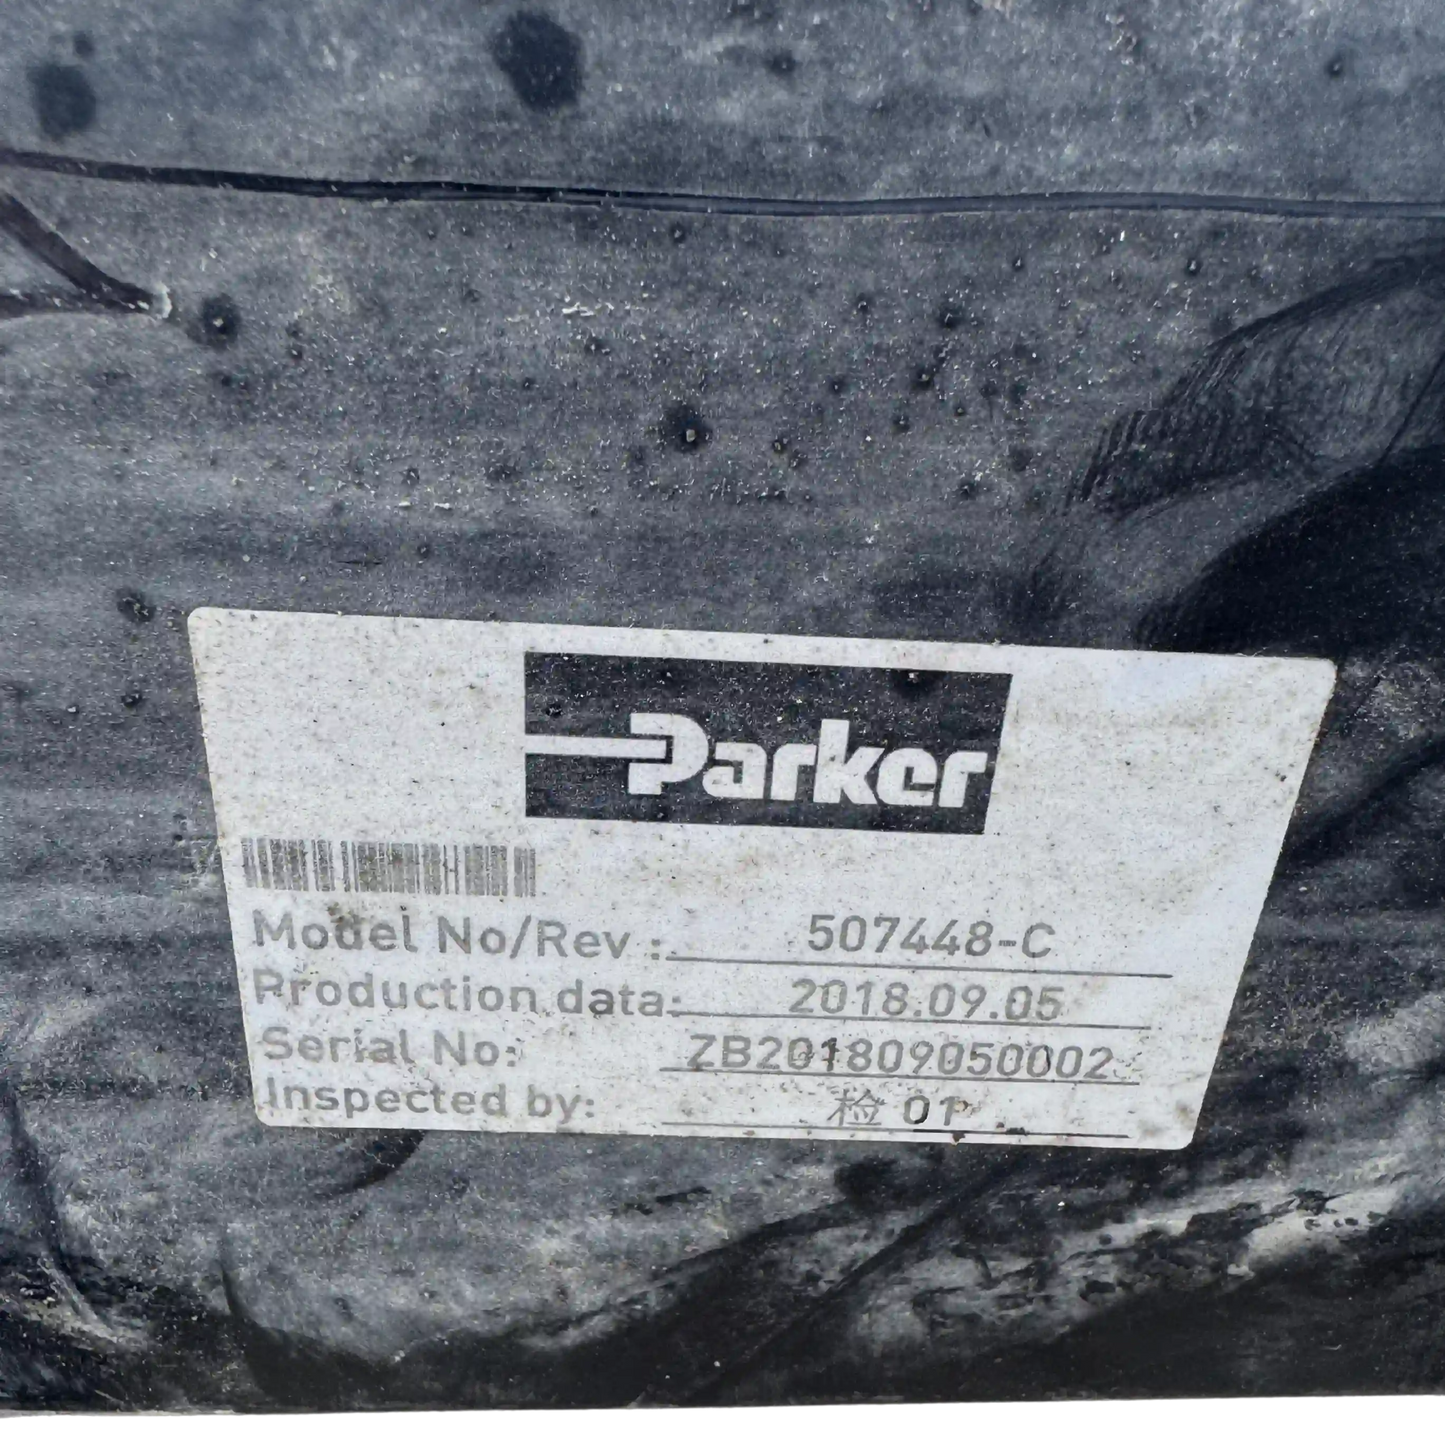 Parker
Model No/Rev : 507448-C
Production data: 2018.09.05
Serial No: ZB201809050002
Inspected by: 检 01